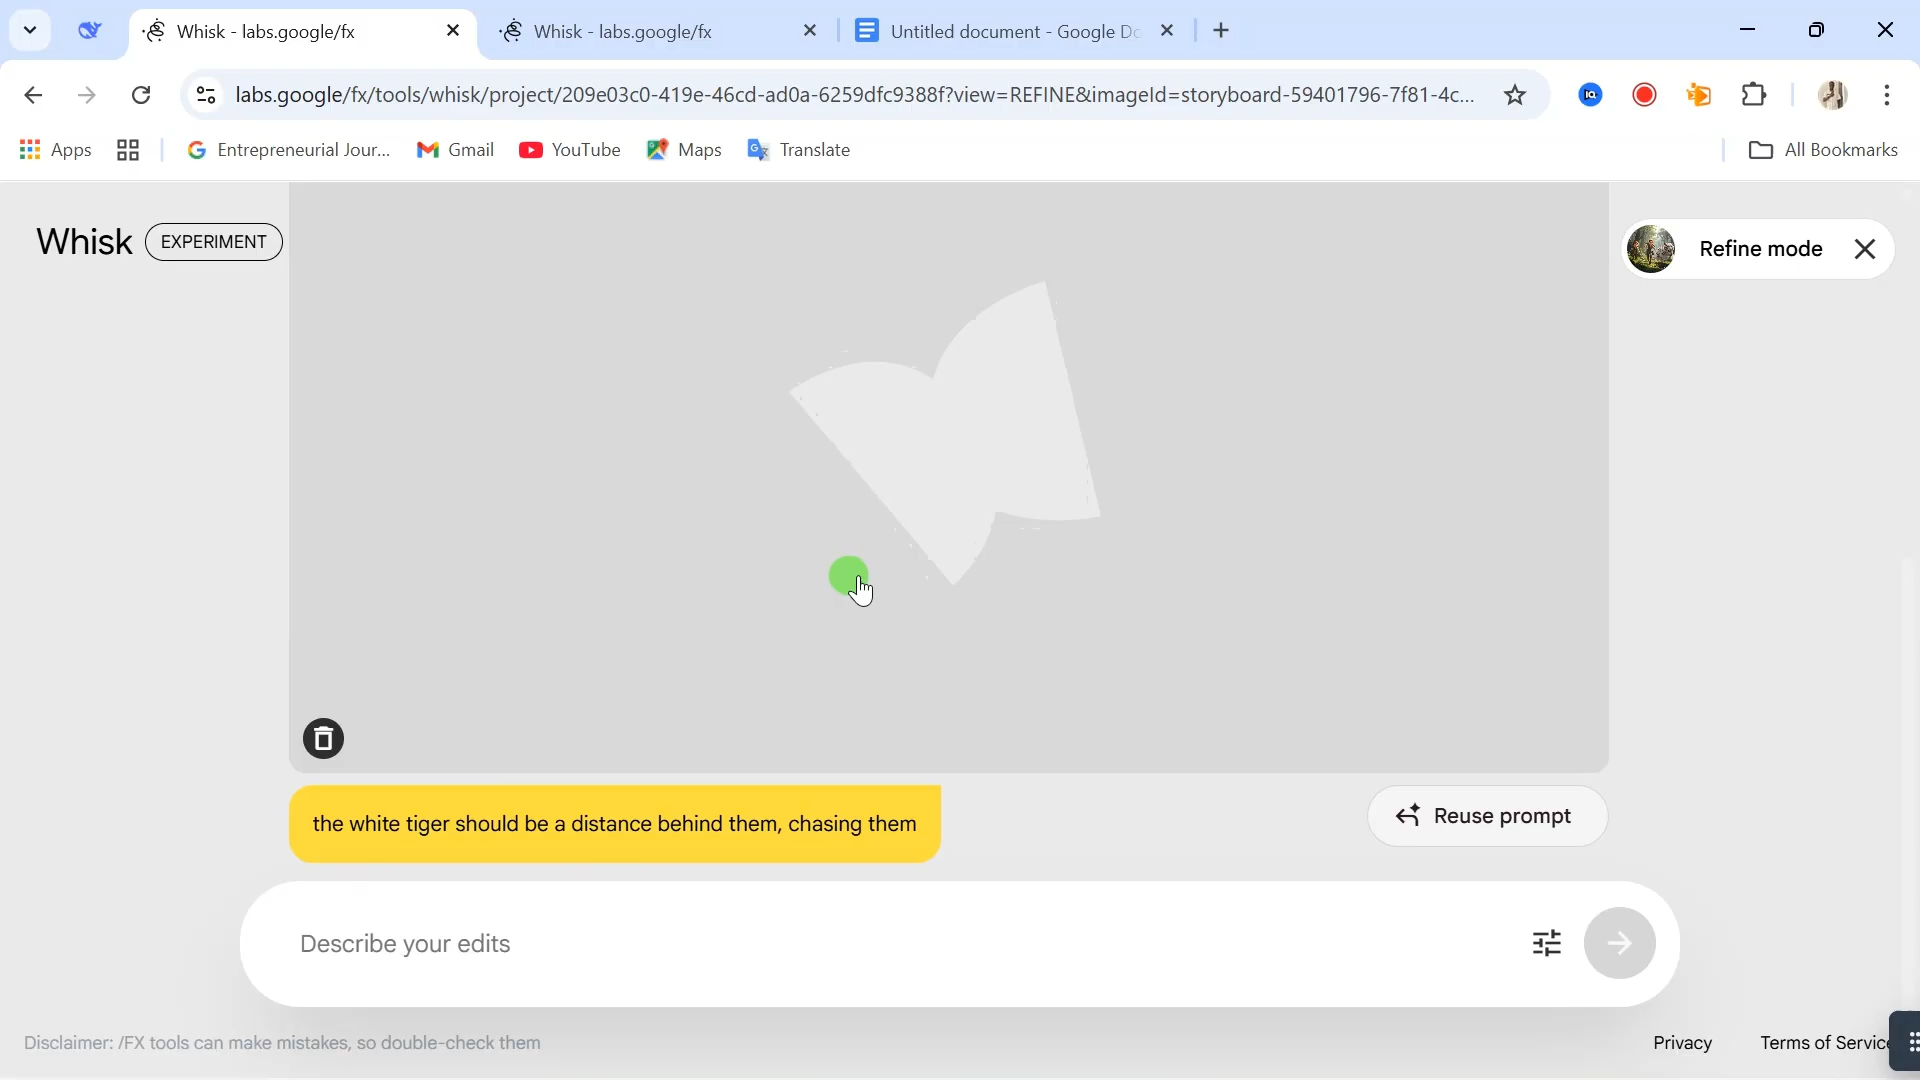 Whisk - labs.google/fx
Whisk - labs.google/fx
Untitled document - Google Do
labs.google/fx/tools/whisk/project/209e03c0-419e-46cd-ad0a-6259dfc9388f?view=REFINE&imageId=storyboard-59401796-7f81-4c...
Apps
Entrepreneurial Jour...
Gmail
YouTube
Maps
Translate
All Bookmarks
Whisk
EXPERIMENT
Refine mode
the white tiger should be a distance behind them, chasing them
Reuse prompt
Describe your edits
Disclaimer: /FX tools can make mistakes, so double-check them
Privacy
Terms of Service